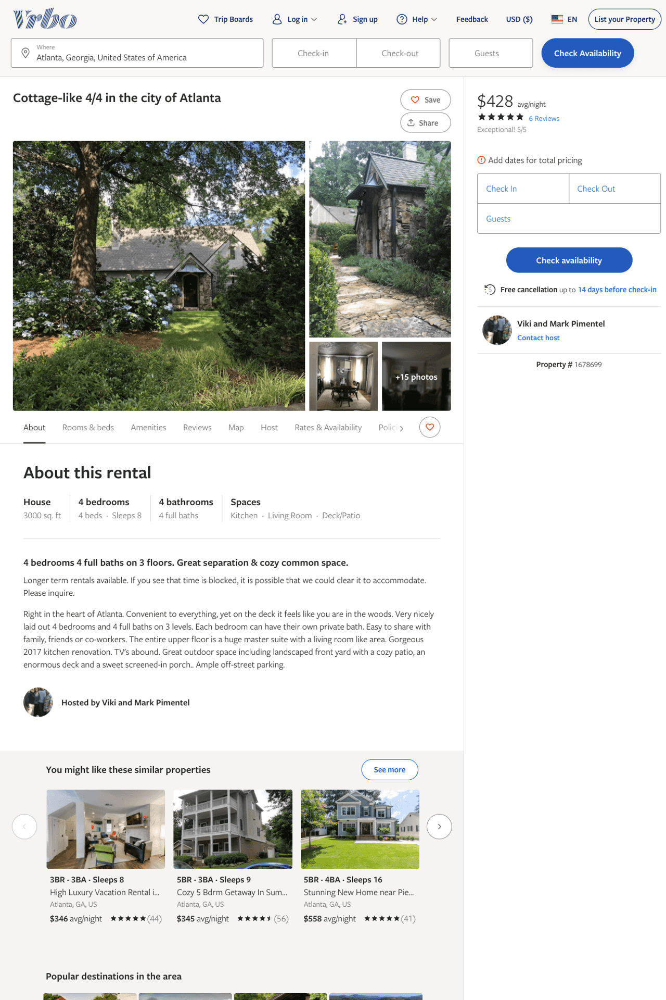 Vrbo
Trip Boards
Log in
Sign up
Help
Feedback
USD ($)
EN
List your Property
Where
Atlanta, Georgia, United States of America
Check-in
Check-out
Guests
Check Availability
Cottage-like 4/4 in the city of Atlanta
Save
Share
+15 photos
$428 avg/night
6 Reviews
Exceptional! 5/5
Add dates for total pricing
Check In
Check Out
Guests
Check availability
Free cancellation up to 14 days before check-in
Viki and Mark Pimentel
Contact host
Property # 1678699
About
Rooms & beds
Amenities
Reviews
Map
Host
Rates & Availability
Polici
About this rental
House
3000 sq. ft
4 bedrooms
4 beds · Sleeps 8
4 bathrooms
4 full baths
Spaces
Kitchen · Living Room · Deck/Patio
4 bedrooms 4 full baths on 3 floors. Great separation & cozy common space.
Longer term rentals available. If you see that time is blocked, it is possible that we could clear it to accommodate.
Please inquire.
Right in the heart of Atlanta. Convenient to everything, yet on the deck it feels like you are in the woods. Very nicely
laid out 4 bedrooms and 4 full baths on 3 levels. Each bedroom can have their own private bath. Easy to share with
family, friends or co-workers. The entire upper floor is a huge master suite with a living room like area. Gorgeous
2017 kitchen renovation. TV's abound. Great outdoor space including landscaped front yard with a cozy patio, an
enormous deck and a sweet screened-in porch.. Ample off-street parking.
Hosted by Viki and Mark Pimentel
You might like these similar properties
See more
3BR · 3BA · Sleeps 8
High Luxury Vacation Rental i...
Atlanta, GA, US
$346 avg/night
(44)
5BR · 3BA · Sleeps 9
Cozy 5 Bdrm Getaway In Sum...
Atlanta, GA, US
$345 avg/night
(56)
5BR · 4BA · Sleeps 16
Stunning New Home near Pie...
Atlanta, GA, US
$558 avg/night
(41)
Popular destinations in the area